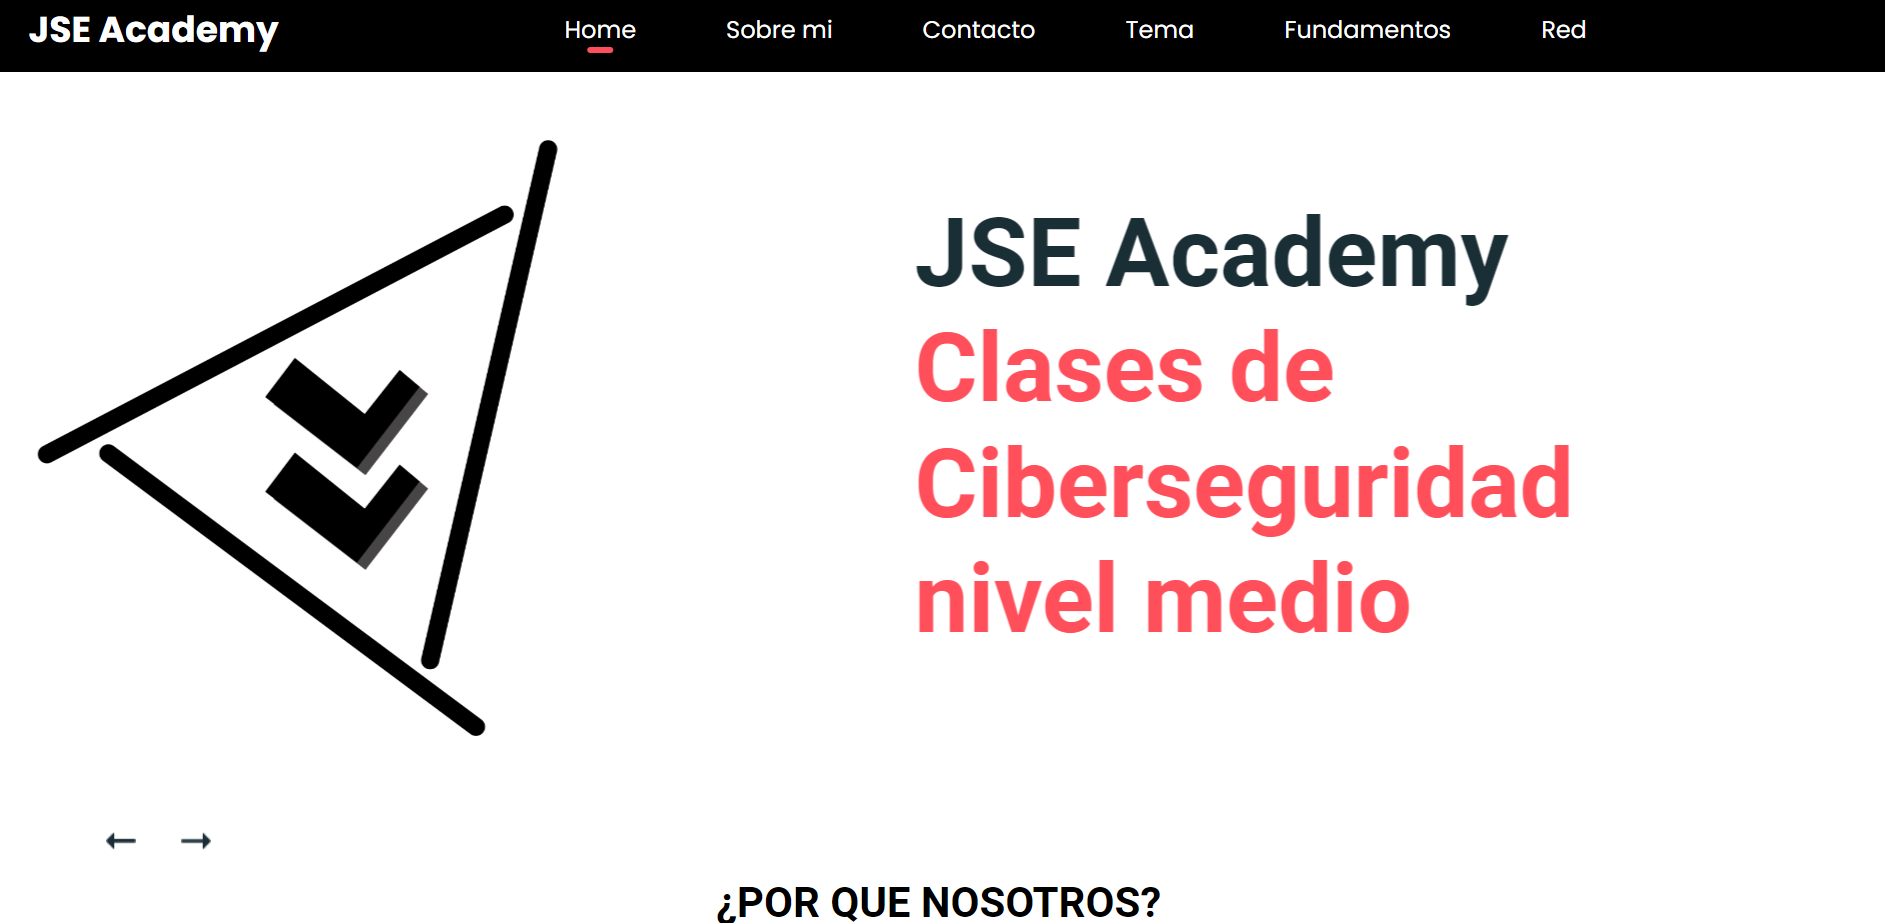 JSE Academy
Home Sobre mi Contacto Tema Fundamentos Red
JSE Academy
Clases de
Ciberseguridad
nivel medio
¿POR QUE NOSOTROS?